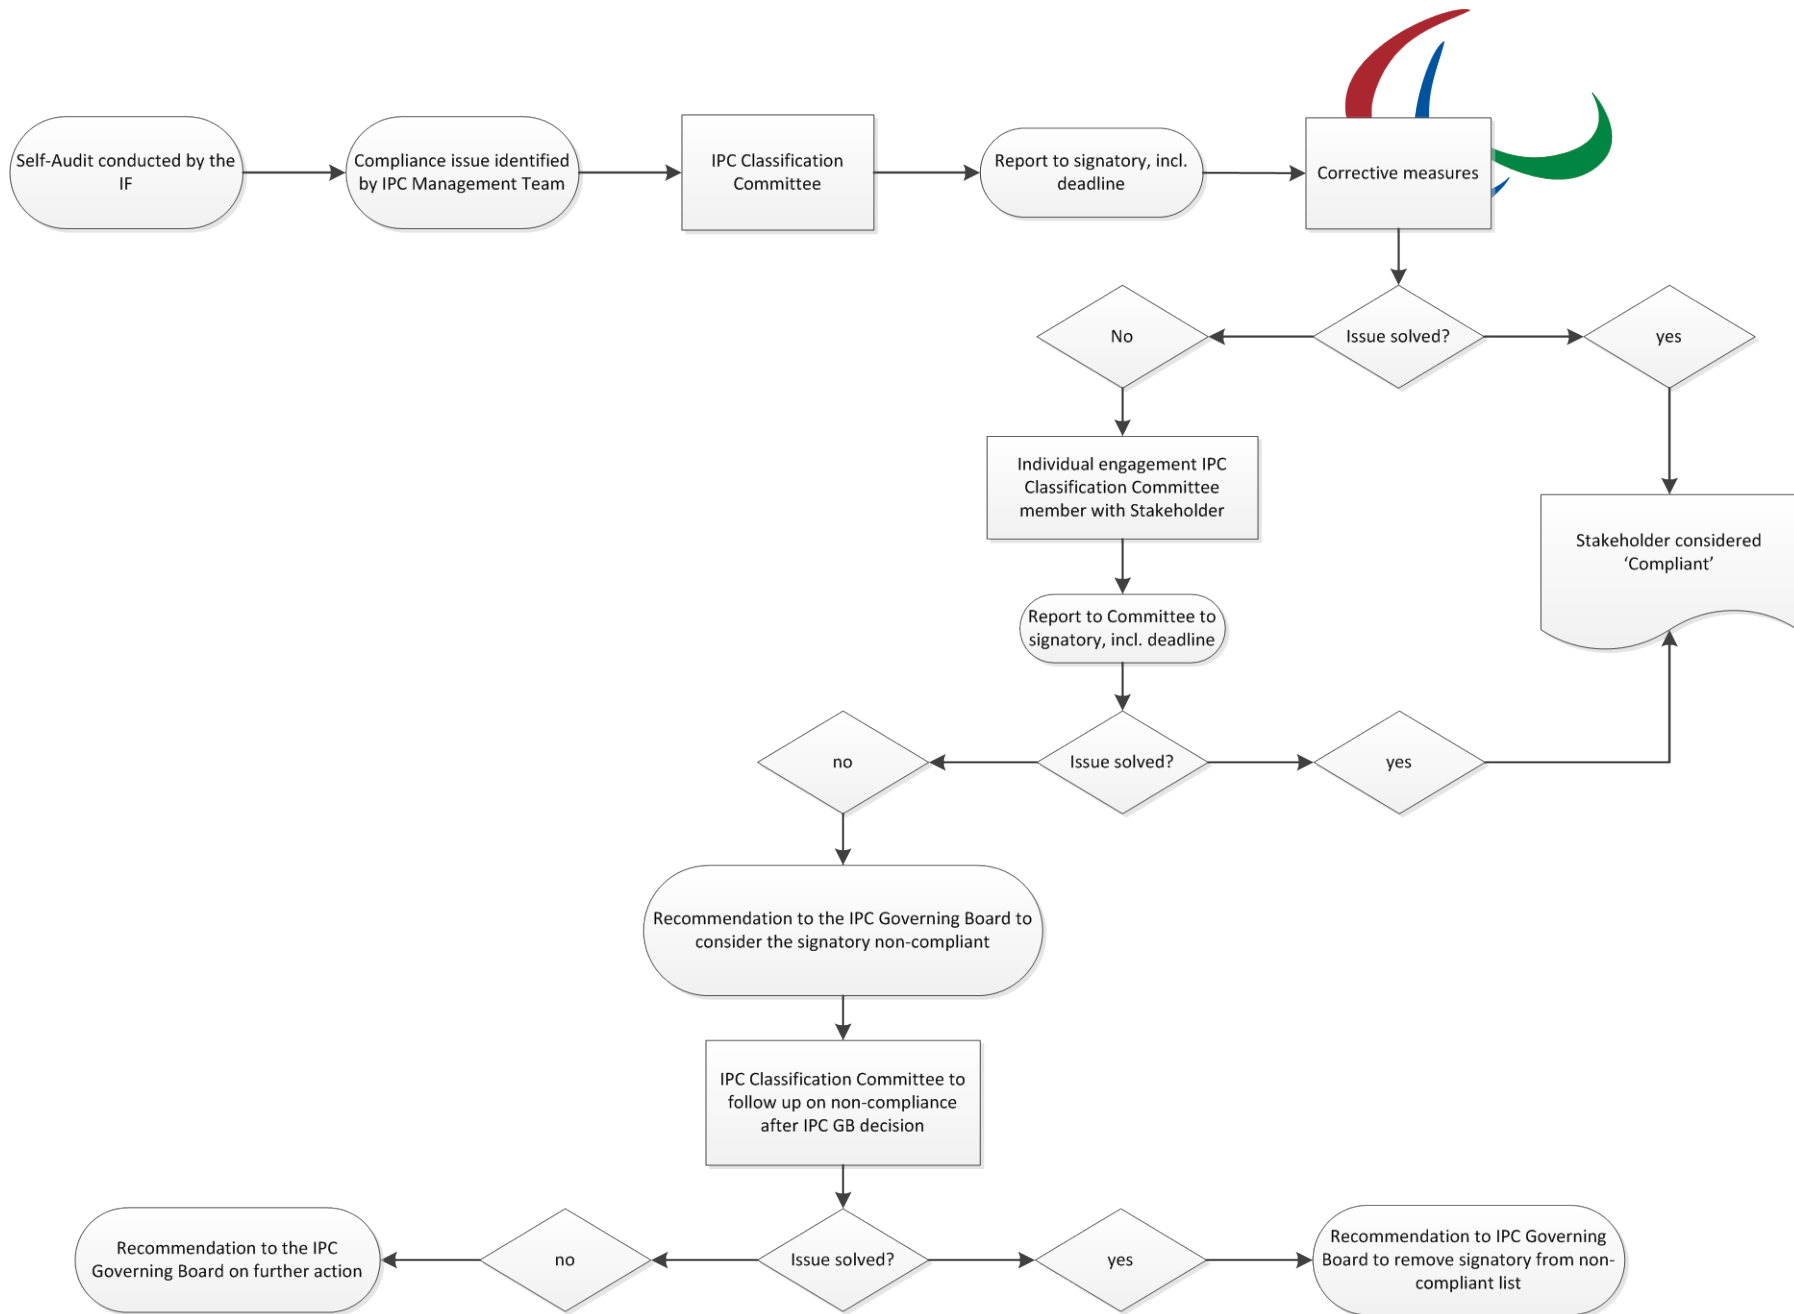 Self-Audit conducted by the
IF
Compliance issue identified
by IPC Management Team
IPC Classification
Committee
Report to signatory, incl.
deadline
Corrective measures
No
Issue solved?
yes
Individual engagement IPC
Classification Committee
member with Stakeholder
Stakeholder considered
‘Compliant’
Report to Committee to
signatory, incl. deadline
no
Issue solved?
yes
Recommendation to the IPC Governing Board to
consider the signatory non-compliant
IPC Classification Committee to
follow up on non-compliance
after IPC GB decision
Recommendation to the IPC
Governing Board on further action
no
Issue solved?
yes
Recommendation to IPC Governing
Board to remove signatory from non-
compliant list